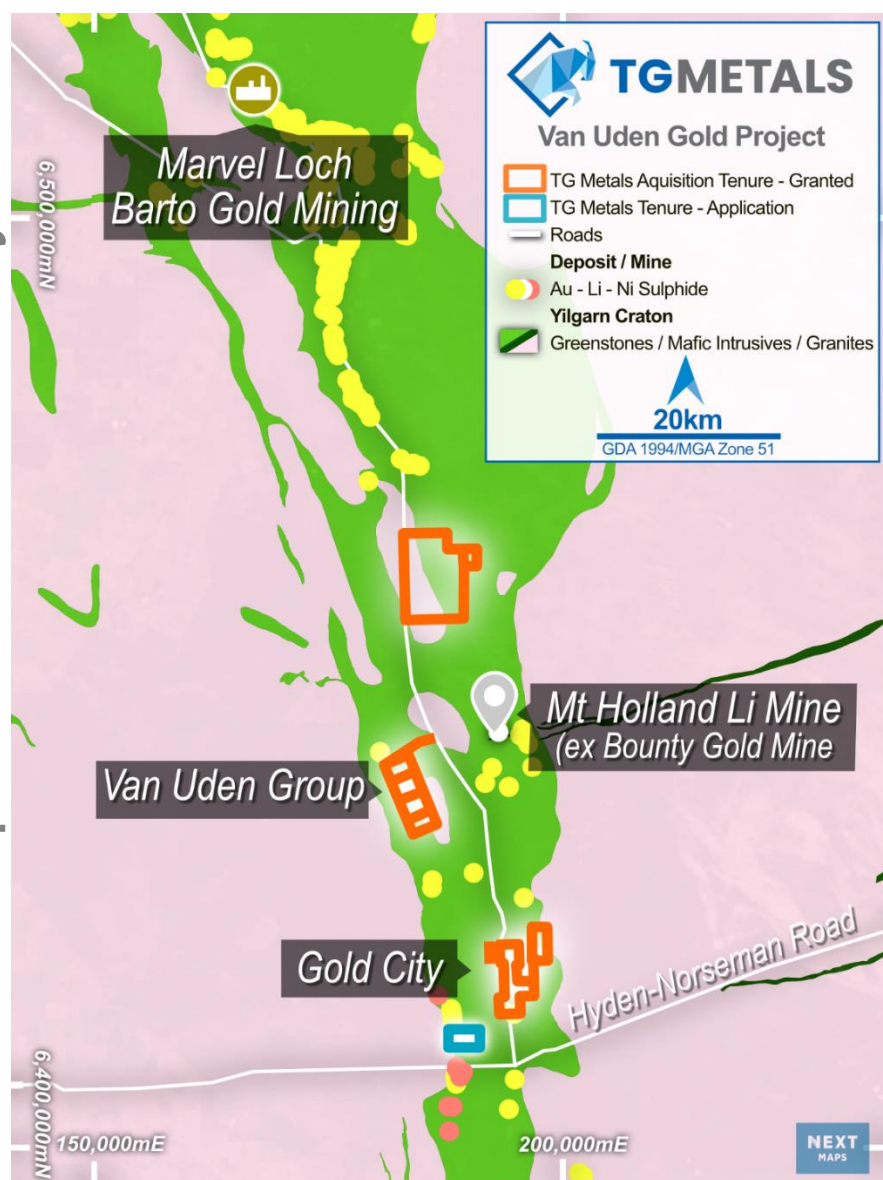 TGMETALS
Van Uden Gold Project
TG Metals Aquisition Tenure - Granted
TG Metals Tenure - Application
Roads
Deposit / Mine
Au - Li - Ni Sulphide
Yilgarn Craton
Greenstones / Mafic Intrusives / Granites
20km
GDA 1994/MGA Zone 51
Marvel Loch
Barto Gold Mining
6,500,000mN
Mt Holland Li Mine
(ex Bounty Gold Mine
Van Uden Group
Gold City
Hyden-Norseman Road
6,400,000mN
150,000mE
200,000mE
NEXT
MAPS